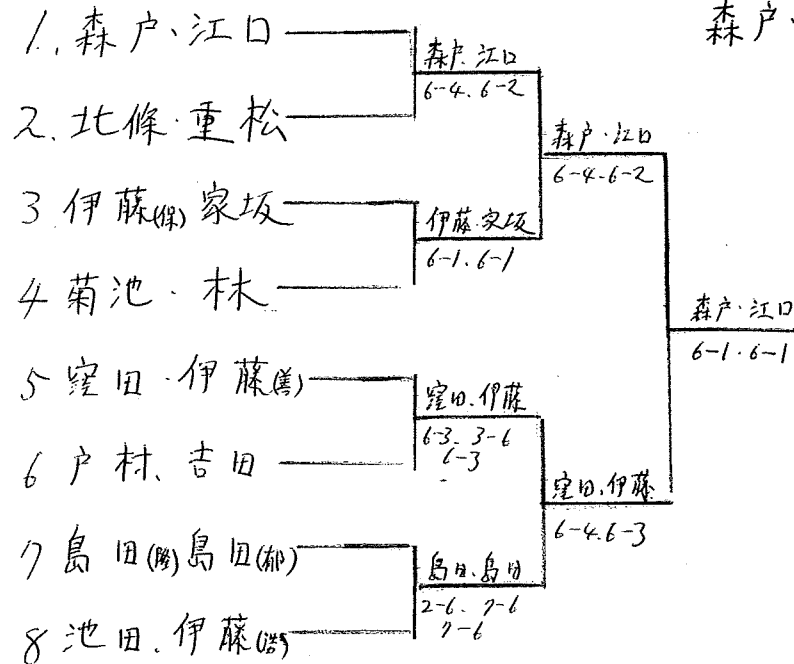 森戸・
1. 森戸・江口
森戸・江口
6-4. 6-2
2. 北條・重松
森戸・江口
6-4. 6-2
3 伊藤(保) 家坂
伊藤・家坂
6-1. 6-1
4 菊池・林
森戸・江口
6-1・6-1
5 窪田・伊藤(善)
窪田、伊藤
6-3. 3-6
6-3
6 戸村、吉田
窪田、伊藤
6-4. 6-3
7 島田(勝) 島田(郁)
島田、島田
2-6. 7-6
7-6
8 池田、伊藤(浩)